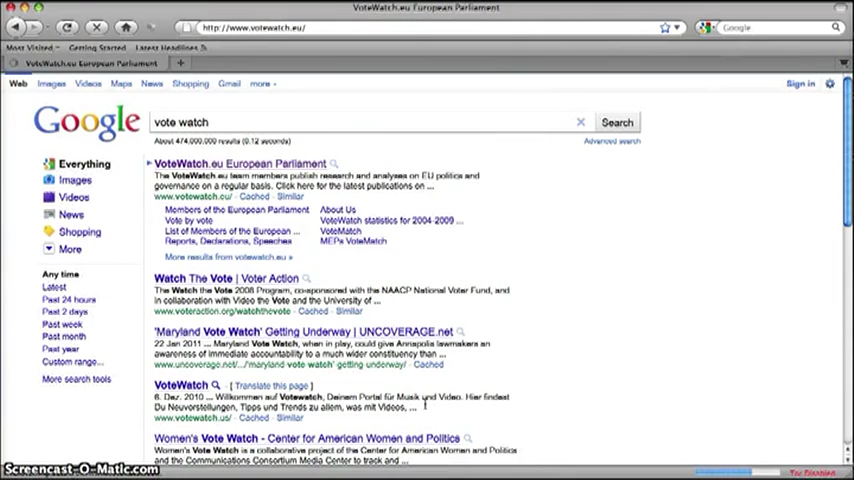 VoteWatch.eu European Parliament
http://www.votewatch.eu/
Google
Most Visited
Getting Started
Latest Headlines
VoteWatch.eu European Parliament
Web Images Videos Maps News Shopping Gmail more
Sign in
Google
vote watch
Search
About 474,000,000 results (0.12 seconds)
Advanced search
Everything
Images
Videos
News
Shopping
More
Any time
Latest
Past 24 hours
Past 2 days
Past week
Past month
Past year
Custom range...
More search tools
VoteWatch.eu European Parliament
The VoteWatch.eu team members publish research and analyses on EU politics and
governance on a regular basis. Click here for the latest publications on ...
www.votewatch.eu/ - Cached - Similar
Members of the European Parliament
About Us
Vote by vote
VoteWatch statistics for 2004-2009 ...
List of Members of the European ...
VoteMatch
Reports, Declarations, Speeches
MEPs VoteMatch
More results from votewatch.eu »
Watch The Vote | Voter Action
The Watch the Vote 2008 Program, co-sponsored with the NAACP National Voter Fund, and
in collaboration with Video the Vote and the University of ...
www.voteraction.org/watchthevote - Cached - Similar
'Maryland Vote Watch' Getting Underway | UNCOVERAGE.net
22 Jan 2011 ... Maryland Vote Watch, when in play, could give Annapolis lawmakers an
awareness of immediate accountability to a much wider constituency than ...
www.uncoverage.net/.../maryland vote watch' getting underway/ - Cached
VoteWatch - [ Translate this page ]
6. Dez. 2010 ... Willkommen auf Votewatch, Deinem Portal für Musik und Video. Hier findest
Du Neuvorstellungen, Tipps und Trends zu allem, was mit Videos, ...
www.votewatch.us/ - Cached - Similar
Women's Vote Watch - Center for American Women and Politics
Women's Vote Watch is a collaborative project of the Center for American Women and Politics
and the Communications Consortium Media Center to track and ...
Screencast-O-Matic.com
Tor Disabled